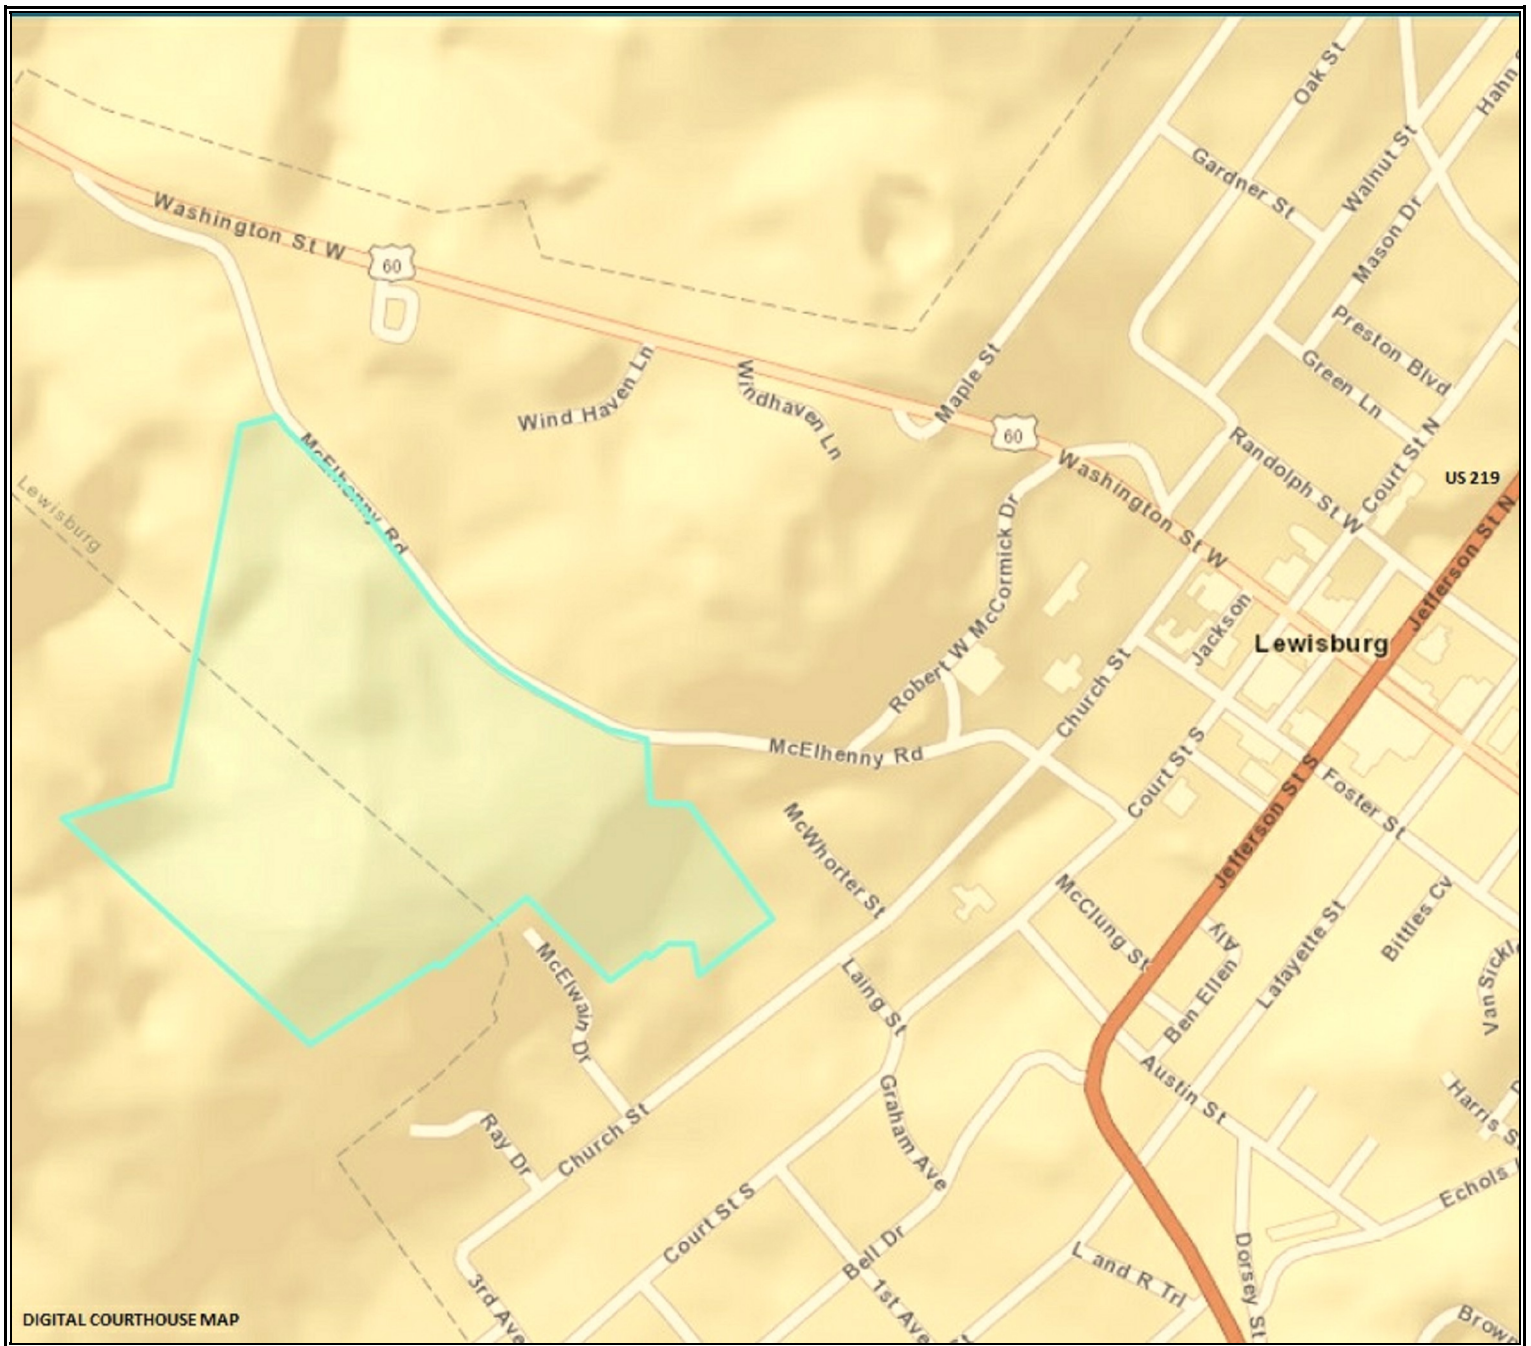 Oak St
Hahn
Gardner St
Walnut St
Washington St W
60
Mason Dr
Preston Blvd
Green Ln
Wind Haven Ln
Windhaven Ln
Maple St
60
Court St N
Randolph St W
US 219
McElhenny Rd
Washington St W
Lewisburg
Jefferson St N
Robert W McCormick Dr
Jackson
Lewisburg
Church St
McElhenny Rd
Court St S
Foster St
Jefferson St S
McWhorter St
McClung St
Aly
Bittles Cv
Lafayette St
Van Sickl
McElwain Dr
Laing St
Ben Ellen
Austin St
Graham Ave
Harris S
Ray Dr
Church St
Echols
Court St S
Bell Dr
L and R Trl
Dorsey St
3rd Ave
1st Ave
Brown
DIGITAL COURTHOUSE MAP